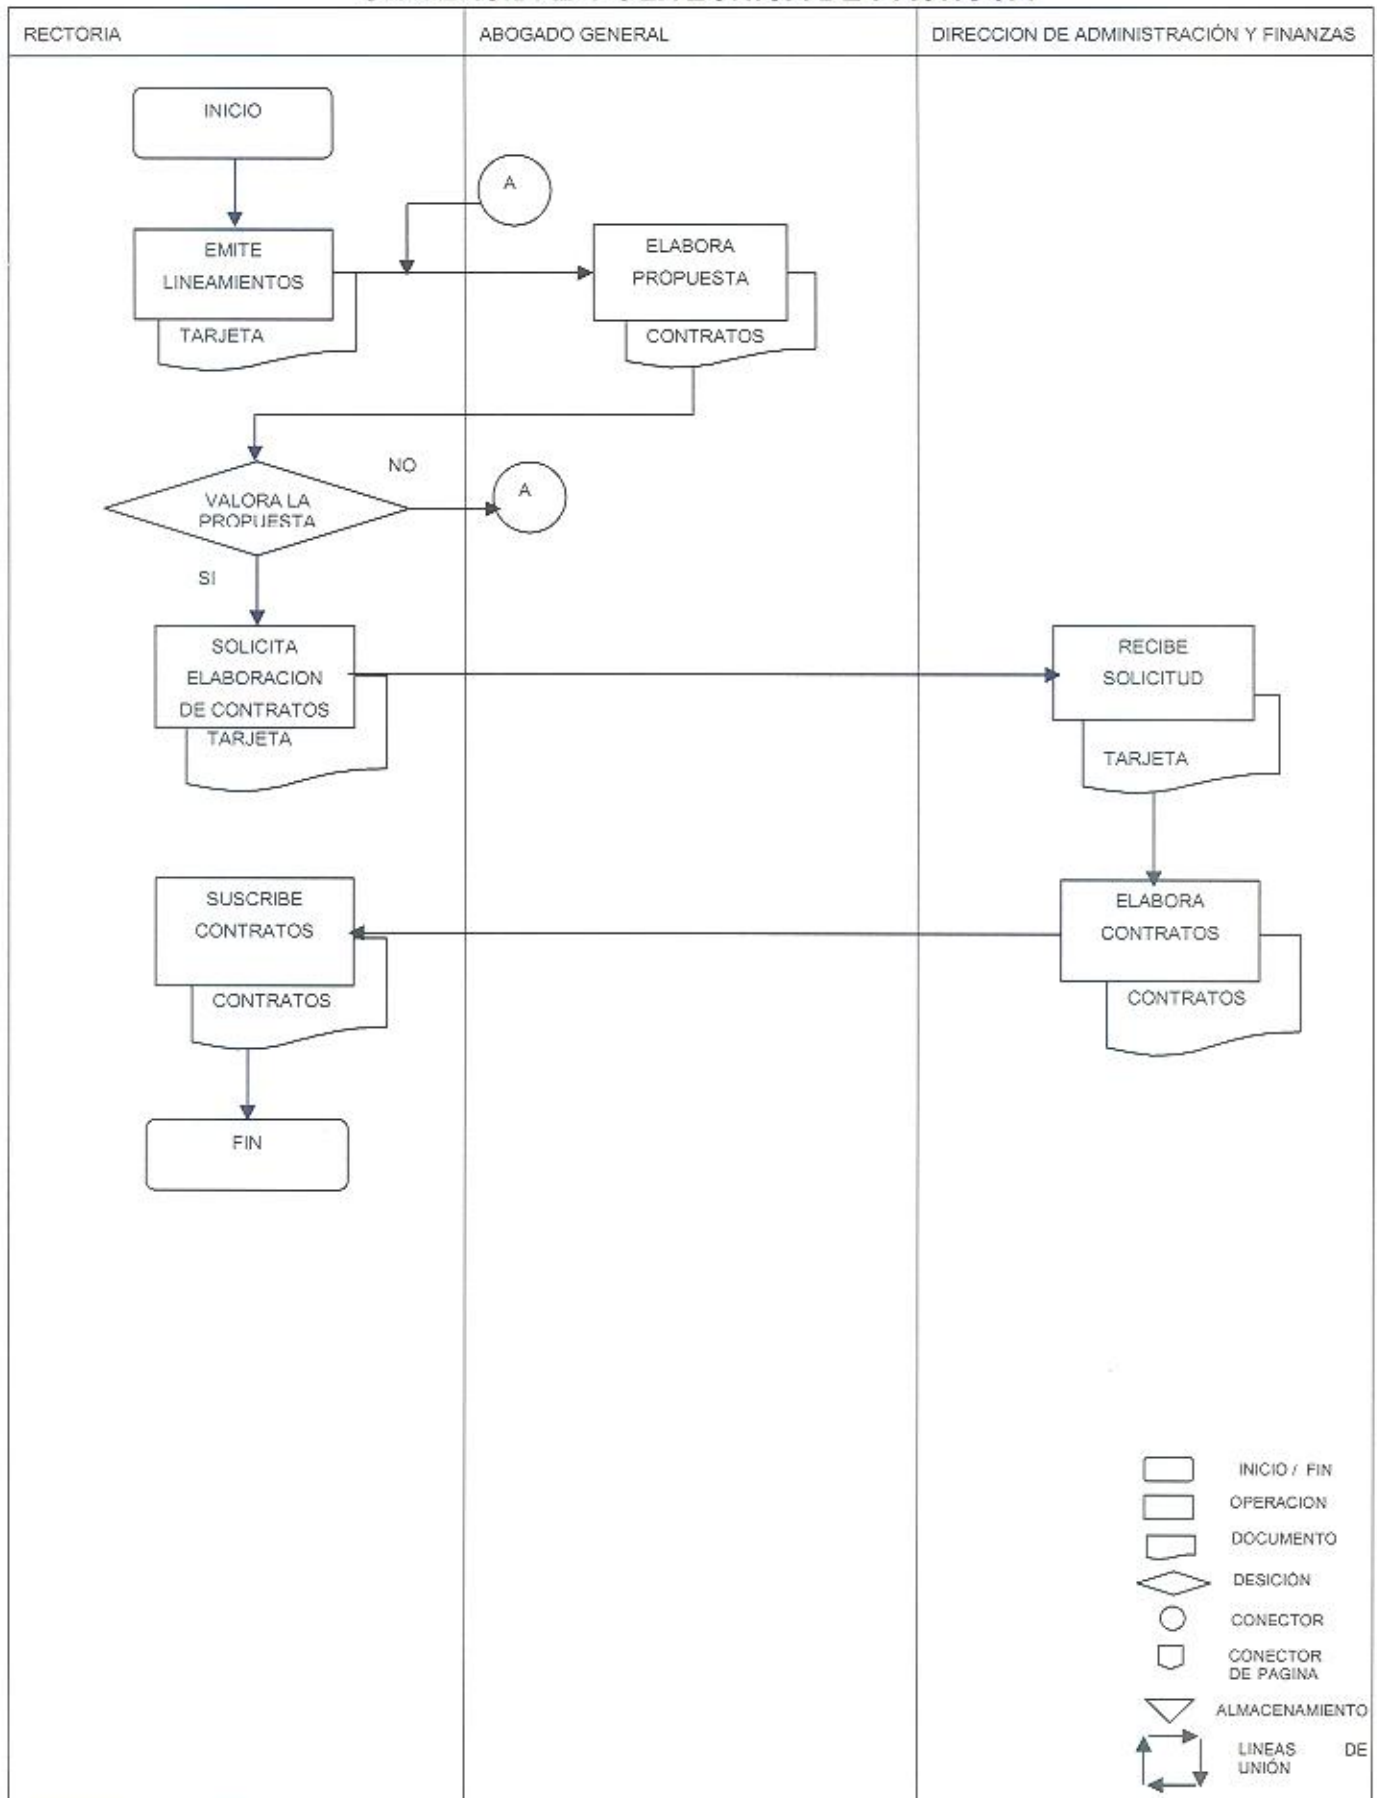 RECTORIA
ABOGADO GENERAL
DIRECCION DE ADMINISTRACIÓN Y FINANZAS
INICIO
A
EMITE
LINEAMIENTOS
TARJETA
ELABORA
PROPUESTA
CONTRATOS
NO
A
VALORA LA
PROPUESTA
SI
SOLICITA
ELABORACION
DE CONTRATOS
TARJETA
RECIBE
SOLICITUD
TARJETA
SUSCRIBE
CONTRATOS
CONTRATOS
ELABORA
CONTRATOS
CONTRATOS
FIN
INICIO / FIN
OPERACION
DOCUMENTO
DESICIÓN
CONECTOR
CONECTOR
DE PAGINA
ALMACENAMIENTO
LINEAS DE
UNIÓN